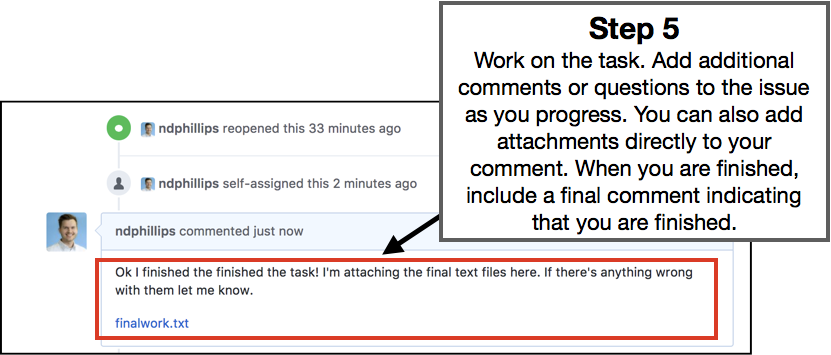 Step 5
Work on the task. Add additional
comments or questions to the issue
as you progress. You can also add
attachments directly to your
comment. When you are finished,
include a final comment indicating
that you are finished.
ndphillips reopened this 33 minutes ago
ndphillips self-assigned this 2 minutes ago
ndphillips commented just now
Ok I finished the finished the task! I'm attaching the final text files here. If there's anything wrong
with them let me know.
finalwork.txt